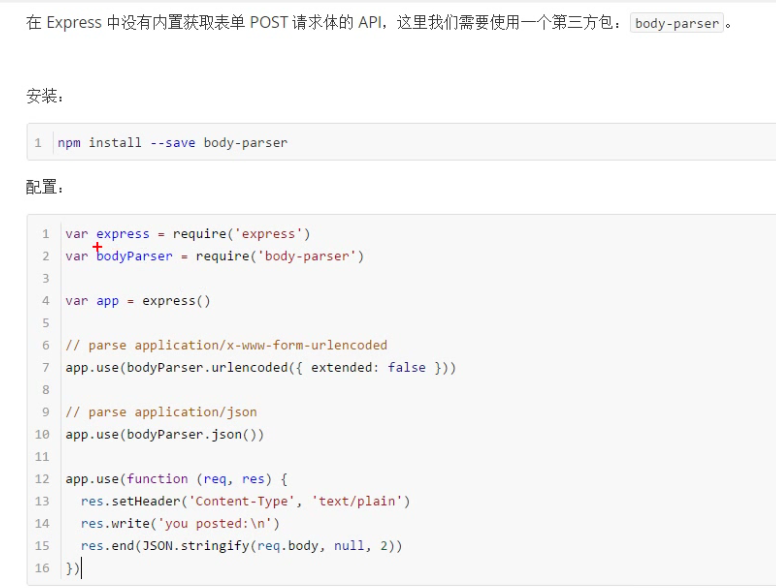 在 Express 中没有内置获取表单 POST 请求体的 API，这里我们需要使用一个第三方包：body-parser。
安装：
1 npm install --save body-parser
配置：
1 var express = require('express')
2 var bodyParser = require('body-parser')
3
4 var app = express()
5
6 // parse application/x-www-form-urlencoded
7 app.use(bodyParser.urlencoded({ extended: false }))
8
9 // parse application/json
10 app.use(bodyParser.json())
11
12 app.use(function (req, res) {
13   res.setHeader('Content-Type', 'text/plain')
14   res.write('you posted:\n')
15   res.end(JSON.stringify(req.body, null, 2))
16 })